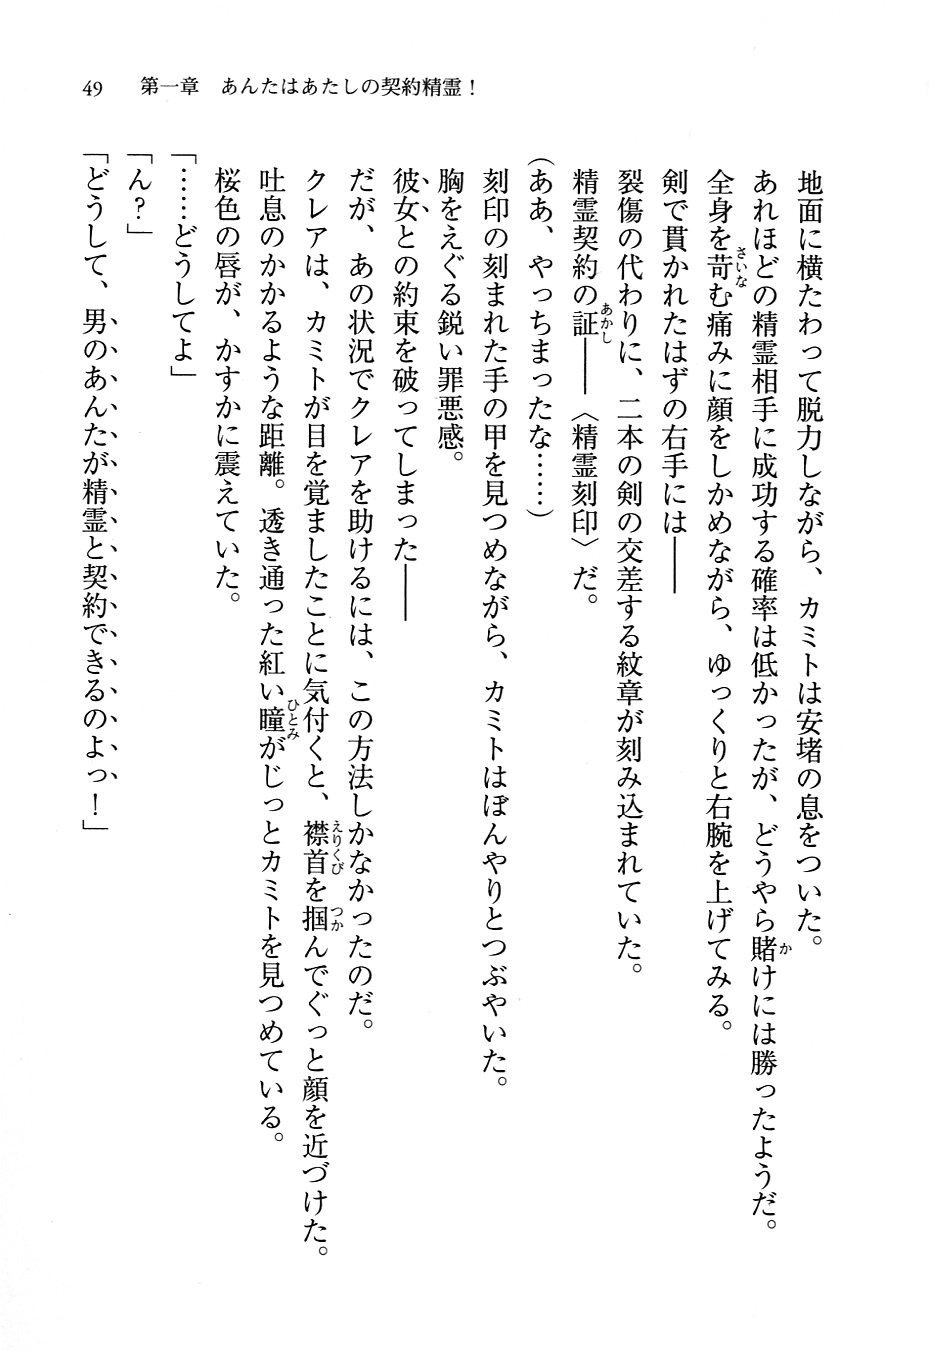 49　第一章　あんたはあたしの契約精霊！
地面に横たわって脱力しながら、カミトは安堵の息をついた。
あれほどの精霊相手に成功する確率は低かったが、どうやら賭けには勝ったようだ。
全身を苛む痛みに顔をしかめながら、ゆっくりと右腕を上げてみる。
剣で貫かれたはずの右手には――
裂傷の代わりに、二本の剣の交差する紋章が刻み込まれていた。
精霊契約の証――〈精霊刻印〉だ。
（ああ、やっちまったな……）
刻印の刻まれた手の甲を見つめながら、カミトはぼんやりとつぶやいた。
胸をえぐる鋭い罪悪感。
彼女との約束を破ってしまった――
だが、あの状況でクレアを助けるには、この方法しかなかったのだ。
クレアは、カミトが目を覚ましたことに気付くと、襟首を掴んでぐっと顔を近づけた。
吐息のかかるような距離。透き通った紅い瞳がじっとカミトを見つめている。
桜色の唇が、かすかに震えていた。
「……どうしてよ」
「ん？」
「どうして、男のあんたが精霊と契約できるのよっ！」